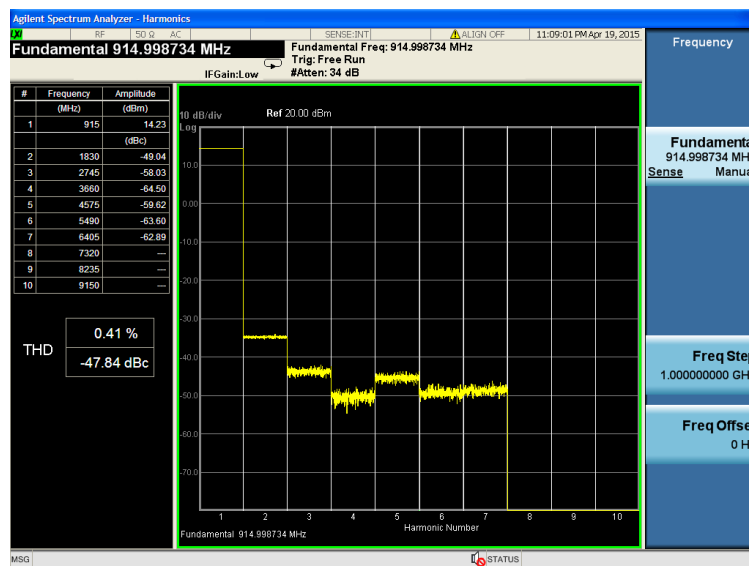 Agilent Spectrum Analyzer - Harmonics
LXI RF 50 Ω AC SENSE:INT ALIGN OFF 11:09:01 PM Apr 19, 2015
Fundamental 914.998734 MHz
Fundamental Freq: 914.998734 MHz
Trig: Free Run
IFGain:Low
#Atten: 34 dB
Frequency
# Frequency Amplitude
(MHz) (dBm)
1 915 14.23
(dBc)
2 1830 -49.04
3 2745 -58.03
4 3660 -64.50
5 4575 -59.62
6 5490 -63.60
7 6405 -62.89
8 7320 ---
9 8235 ---
10 9150 ---
THD
0.41 %
-47.84 dBc
10 dB/div Ref 20.00 dBm
Log
10.0
0.00
-10.0
-20.0
-30.0
-40.0
-50.0
-60.0
-70.0
1 2 3 4 5 6 7 8 9 10
Harmonic Number
Fundamental 914.998734 MHz
Fundamenta
914.998734 MH
Sense Manua
Freq Ste
1.000000000 GH
Freq Offse
0 H
MSG STATUS